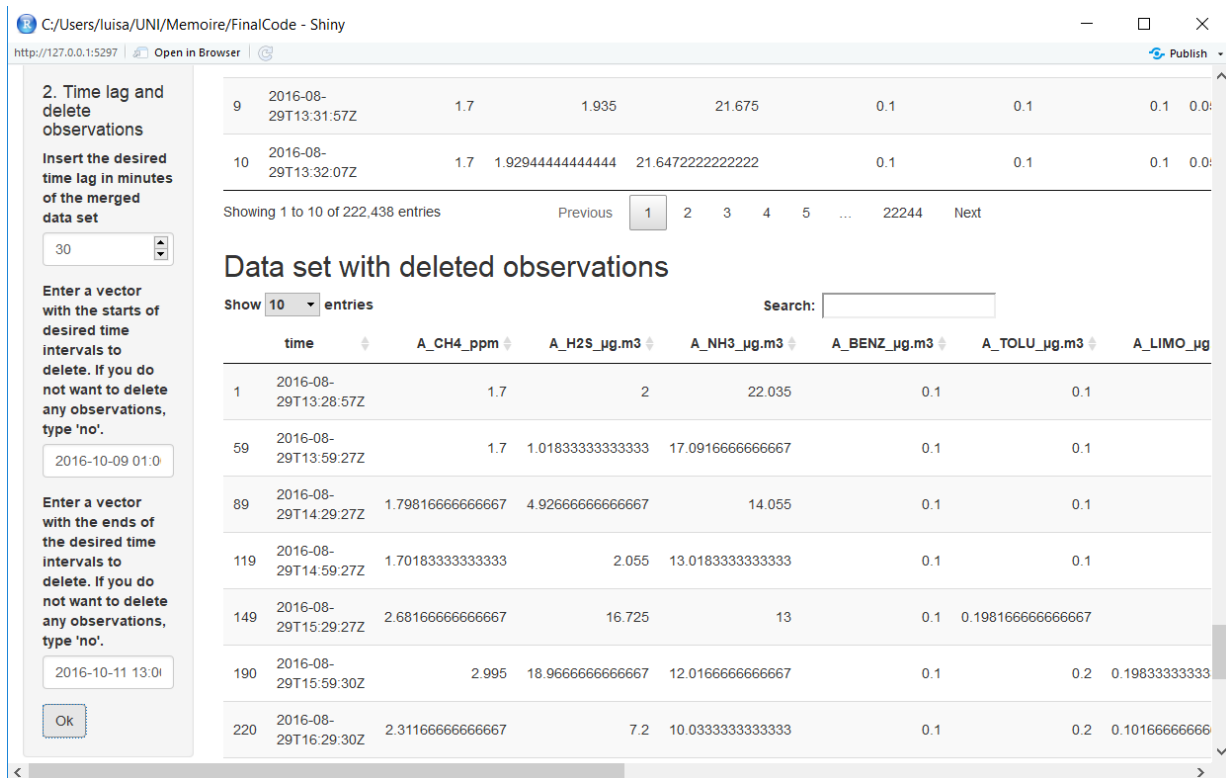 C:/Users/luisa/UNI/Memoire/FinalCode - Shiny
http://127.0.0.1:5297 Open in Browser Publish
2. Time lag and
delete
observations
Insert the desired
time lag in minutes
of the merged
data set
30
Enter a vector
with the starts of
desired time
intervals to
delete. If you do
not want to delete
any observations,
type 'no'.
2016-10-09 01:0
Enter a vector
with the ends of
the desired time
intervals to
delete. If you do
not want to delete
any observations,
type 'no'.
2016-10-11 13:0
Ok
9 2016-08-29T13:31:57Z 1.7 1.935 21.675 0.1 0.1 0.1
10 2016-08-29T13:32:07Z 1.7 1.92944444444444 21.6472222222222 0.1 0.1 0.1
Showing 1 to 10 of 222,438 entries Previous 1 2 3 4 5 … 22244 Next
Data set with deleted observations
Show 10 entries Search:
time A_CH4_ppm A_H2S_µg.m3 A_NH3_µg.m3 A_BENZ_µg.m3 A_TOLU_µg.m3 A_LIMO_µg
1 2016-08-29T13:28:57Z 1.7 2 22.035 0.1 0.1
59 2016-08-29T13:59:27Z 1.7 1.01833333333333 17.0916666666667 0.1 0.1
89 2016-08-29T14:29:27Z 1.79816666666667 4.92666666666667 14.055 0.1 0.1
119 2016-08-29T14:59:27Z 1.70183333333333 2.055 13.0183333333333 0.1 0.1
149 2016-08-29T15:29:27Z 2.68166666666667 16.725 13 0.1 0.198166666666667
190 2016-08-29T15:59:30Z 2.995 18.9666666666667 12.0166666666667 0.1 0.2 0.19833333333
220 2016-08-29T16:29:30Z 2.31166666666667 7.2 10.0333333333333 0.1 0.2 0.10166666666